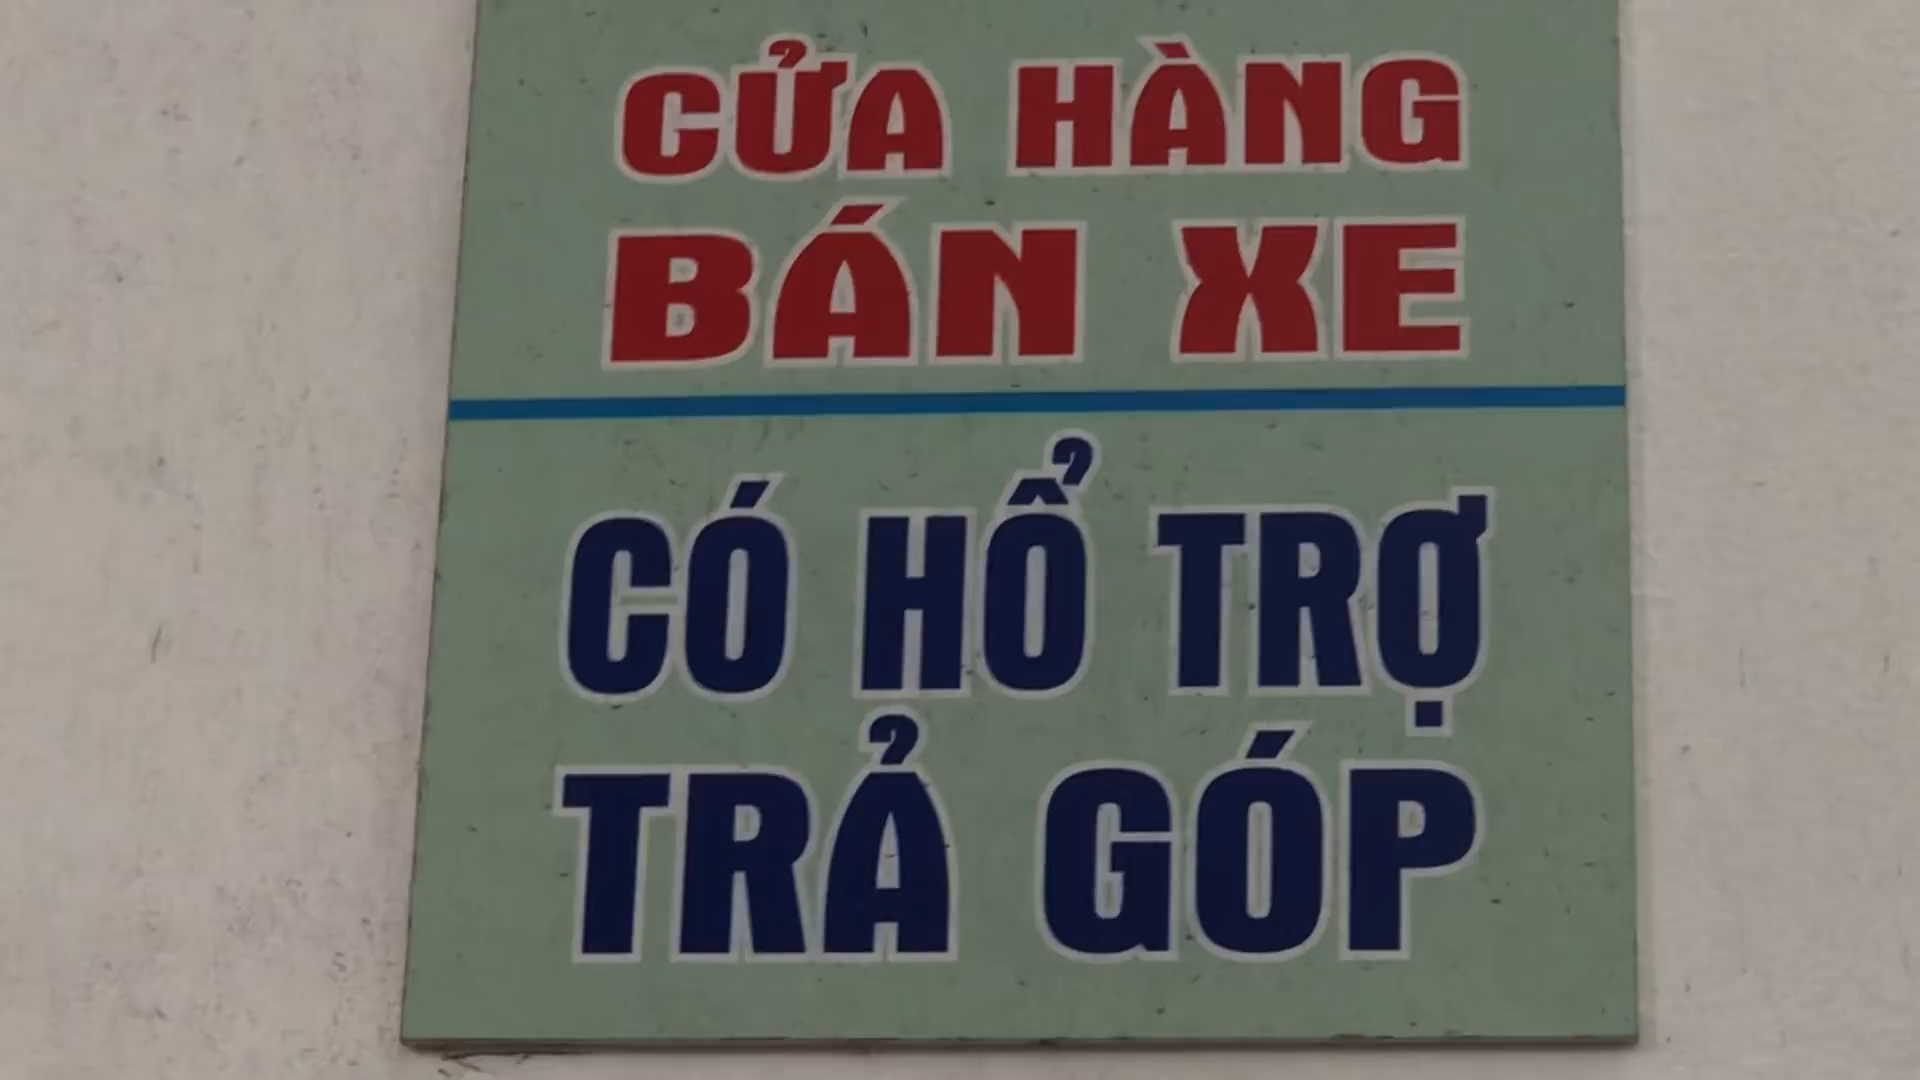 CỬA HÀNG
BÁN XE
CÓ HỔ TRỢ
TRẢ GÓP